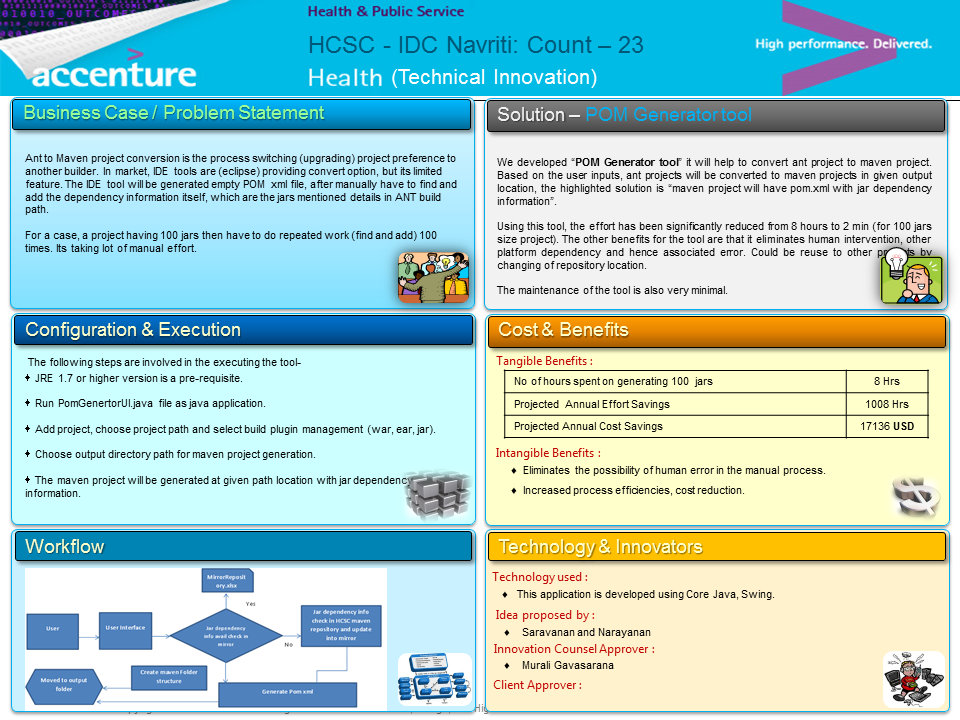 Health & Public Service
HCSC - IDC Navriti: Count – 23
Health (Technical Innovation)
accenture
High performance. Delivered.
Business Case / Problem Statement
Ant to Maven project conversion is the process switching (upgrading) project preference to
another builder. In market, IDE tools are (eclipse) providing convert option, but its limited
feature. The IDE tool will be generated empty POM xml file, after manually have to find and
add the dependency information itself, which are the jars mentioned details in ANT build
path.
For a case, a project having 100 jars then have to do repeated work (find and add) 100
times. Its taking lot of manual effort.
Solution – POM Generator tool
We developed “POM Generator tool” it will help to convert ant project to maven project.
Based on the user inputs, ant projects will be converted to maven projects in given output
location, the highlighted solution is “maven project will have pom.xml with jar dependency
information”.
Using this tool, the effort has been significantly reduced from 8 hours to 2 min (for 100 jars
size project). The other benefits for the tool are that it eliminates human intervention, other
platform dependency and hence associated error. Could be reuse to other projects by
changing of repository location.
The maintenance of the tool is also very minimal.
Configuration & Execution
The following steps are involved in the executing the tool-
JRE 1.7 or higher version is a pre-requisite.
Run PomGenertorUI.java file as java application.
Add project, choose project path and select build plugin management (war, ear, jar).
Choose output directory path for maven project generation.
The maven project will be generated at given path location with jar dependency
information.
Cost & Benefits
Tangible Benefits :
No of hours spent on generating 100 jars 8 Hrs
Projected Annual Effort Savings 1008 Hrs
Projected Annual Cost Savings 17136 USD
Intangible Benefits :
♦ Eliminates the possibility of human error in the manual process.
♦ Increased process efficiencies, cost reduction.
Workflow
MirrorReposit
ory.xlsx
Yes
User
User Interface
Jar dependency
info avail check in
mirror
No
Jar dependency info
check in HCSC maven
repository and update
into mirror
Moved to output
folder
Create maven Folder
structure
Generate Pom xml
Technology & Innovators
Technology used :
♦ This application is developed using Core Java, Swing.
Idea proposed by :
♦ Saravanan and Narayanan
Innovation Counsel Approver :
♦ Murali Gavasarana
Client Approver :